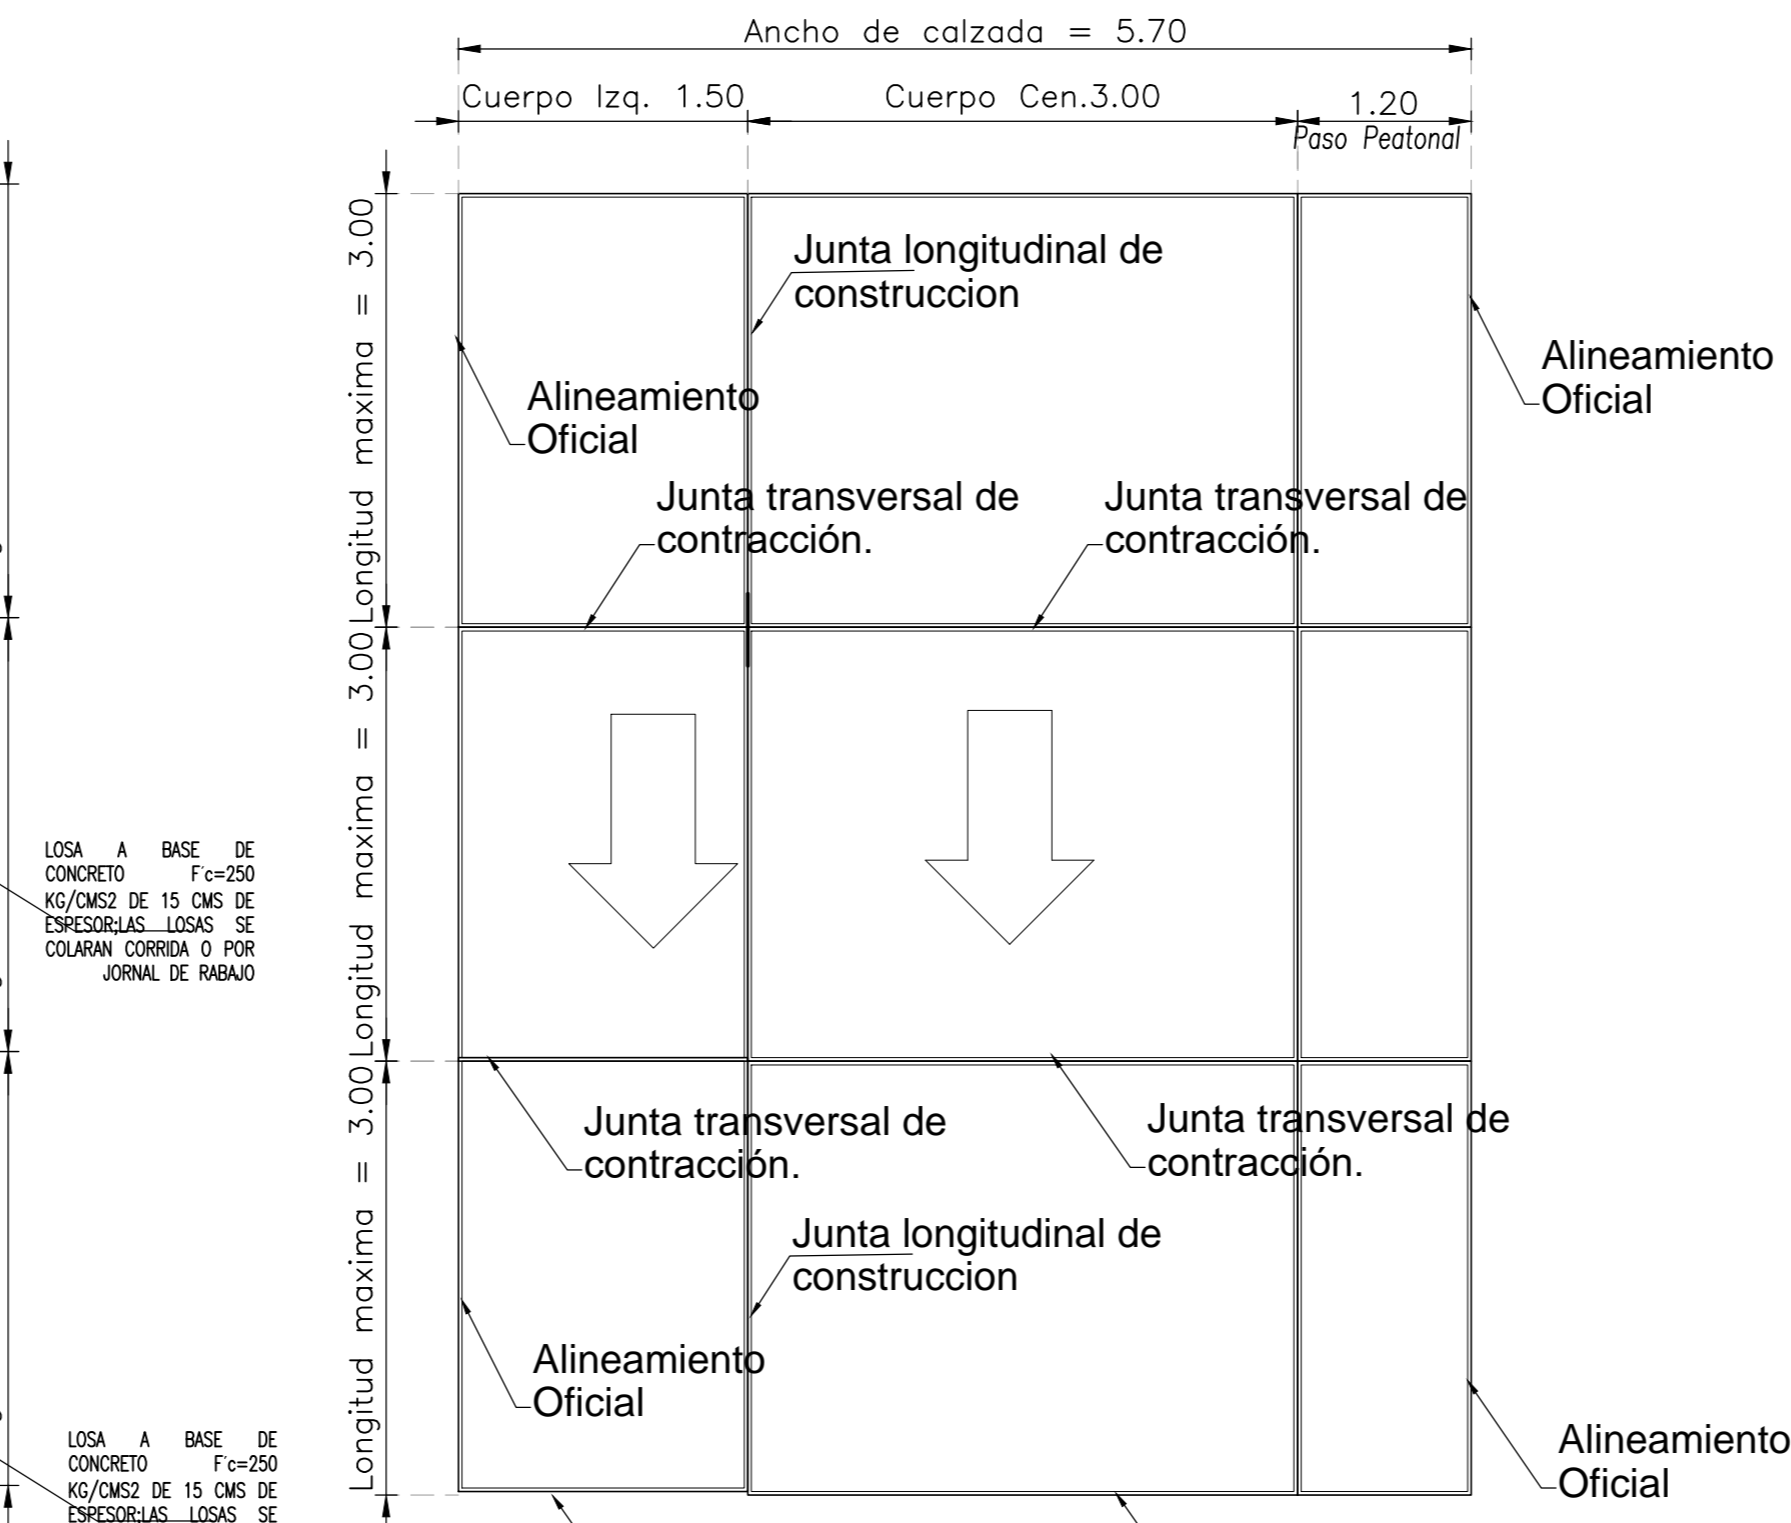 Ancho de calzada = 5.70
Cuerpo Izq. 1.50
Cuerpo Cen.3.00
1.20
Paso Peatonal
Longitud maxima = 3.00
Junta longitudinal de
construccion
Alineamiento
Oficial
Alineamiento
Oficial
Junta transversal de
contracción.
Junta transversal de
contracción.
Longitud maxima = 3.00
LOSA A BASE DE
CONCRETO F'c=250
KG/CMS2 DE 15 CMS DE
ESPESOR;LAS LOSAS SE
COLARAN CORRIDA O POR
JORNAL DE RABAJO
Longitud maxima = 3.00
Junta transversal de
contracción.
Junta transversal de
contracción.
Junta longitudinal de
construccion
Alineamiento
Oficial
Alineamiento
Oficial
LOSA A BASE DE
CONCRETO F'c=250
KG/CMS2 DE 15 CMS DE
ESPESOR;LAS LOSAS SE